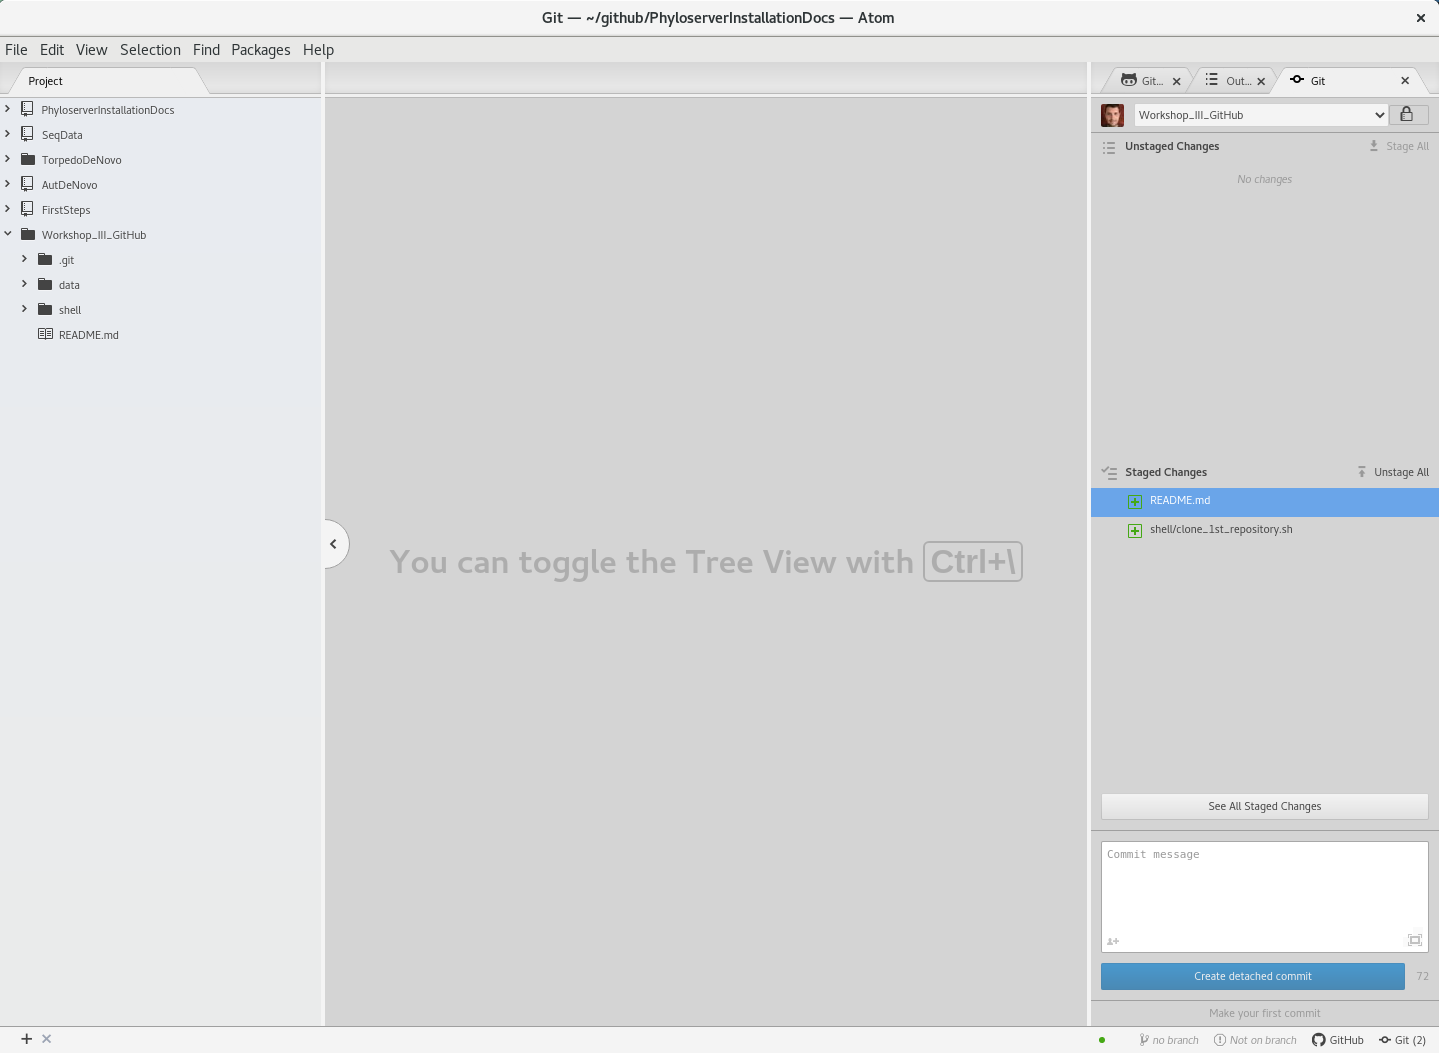 Git — ~/github/PhyloserverInstallationDocs — Atom
File Edit View Selection Find Packages Help
Project
Git...
Out...
Git
PhyloserverInstallationDocs
SeqData
TorpedoDeNovo
AutDeNovo
FirstSteps
Workshop_III_GitHub
.git
data
shell
README.md
You can toggle the Tree View with Ctrl+\
Workshop_III_GitHub
Unstaged Changes Stage All
No changes
Staged Changes Unstage All
README.md
shell/clone_1st_repository.sh
See All Staged Changes
Commit message
Create detached commit 72
Make your first commit
no branch Not on branch GitHub Git (2)